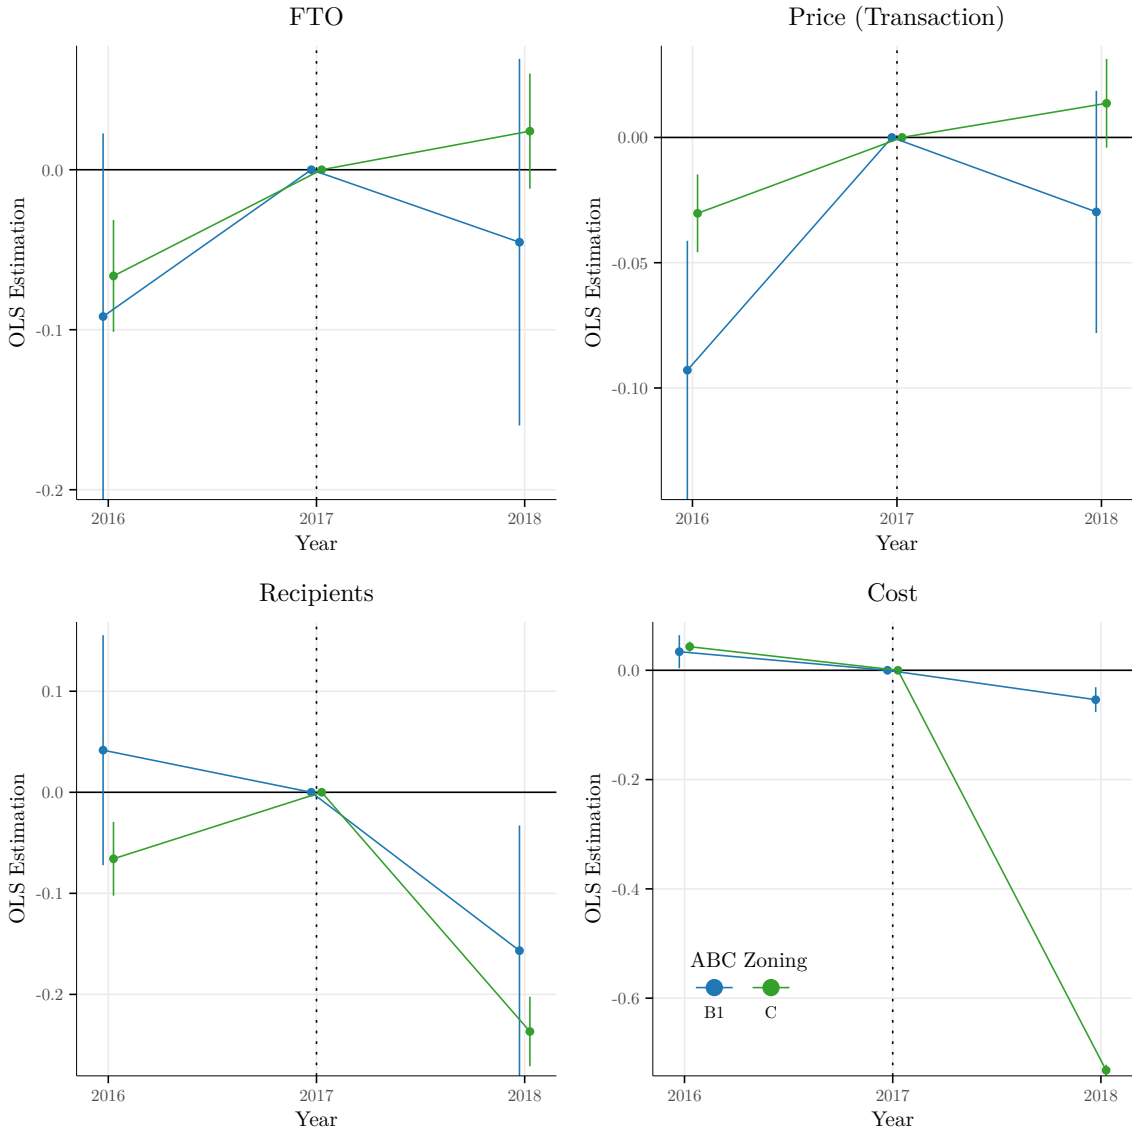 FTO
OLS Estimation
0.0
-0.1
-0.2
2016
2017
2018
Year
Price (Transaction)
OLS Estimation
0.00
-0.05
-0.10
2016
2017
2018
Year
Recipients
OLS Estimation
0.1
0.0
-0.1
-0.2
2016
2017
2018
Year
Cost
OLS Estimation
0.0
-0.2
-0.4
-0.6
ABC Zoning
B1 C
2016
2017
2018
Year